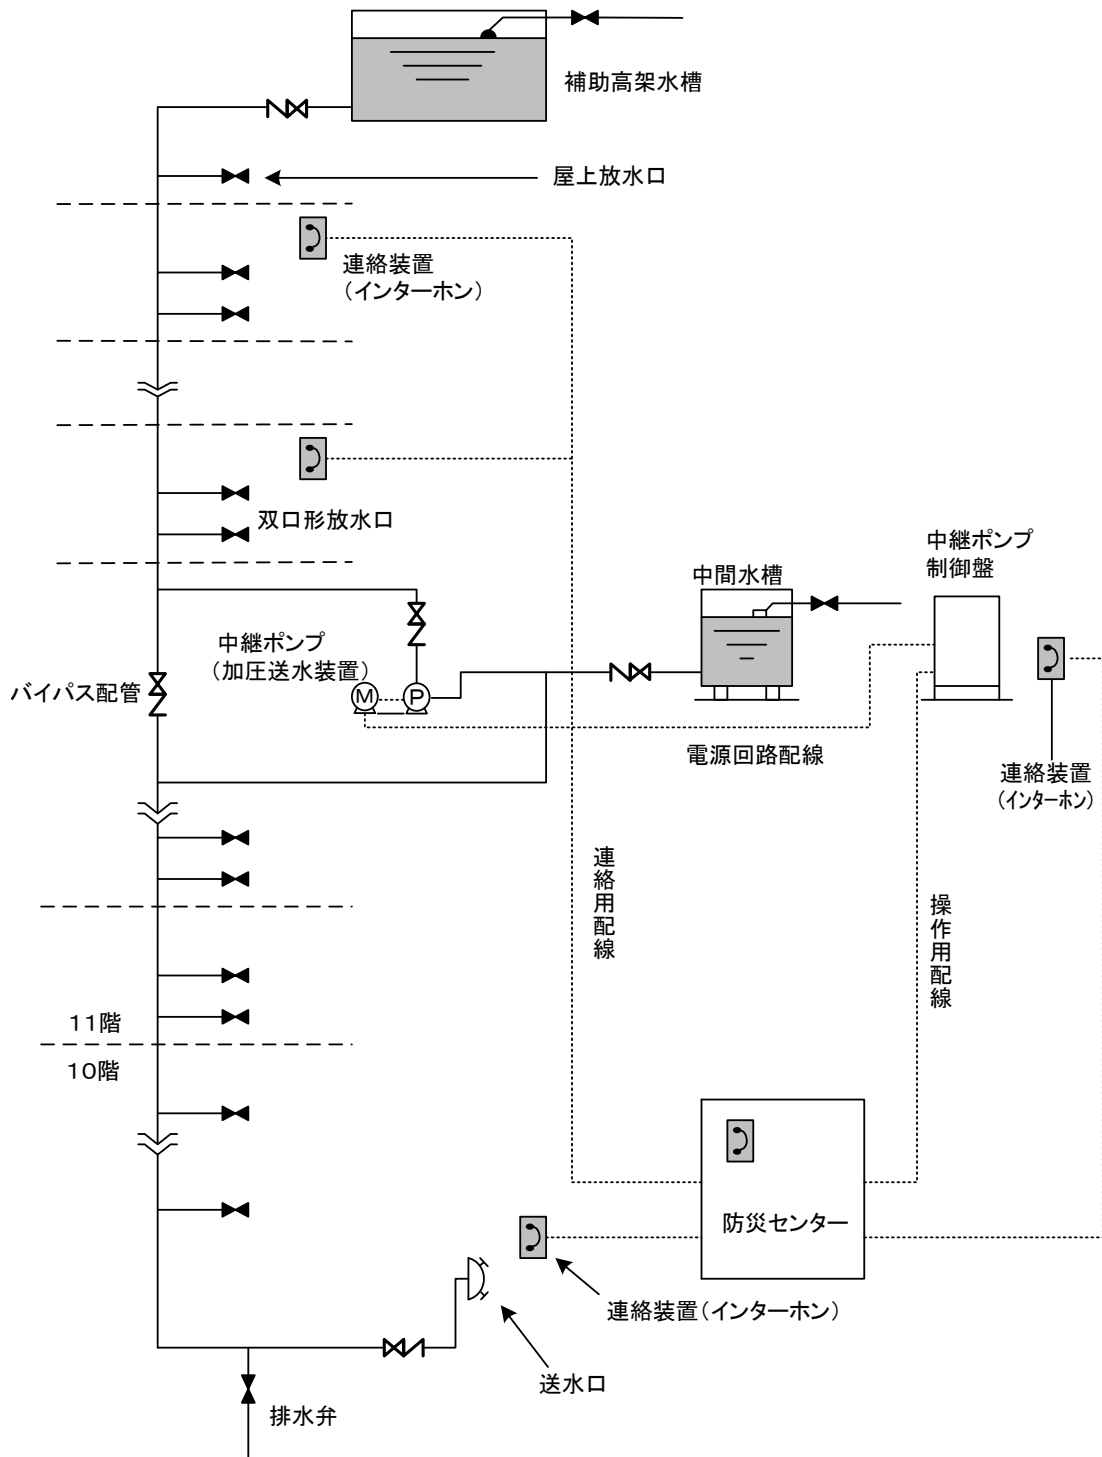 補助高架水槽
屋上放水口
連絡装置
（インターホン）
双口形放水口
中継ポンプ
制御盤
中間水槽
中継ポンプ
（加圧送水装置）
M
P
バイパス配管
電源回路配線
連絡装置
（インターホン）
連絡用配線
操作用配線
11階
10階
防災センター
連絡装置（インターホン）
送水口
排水弁